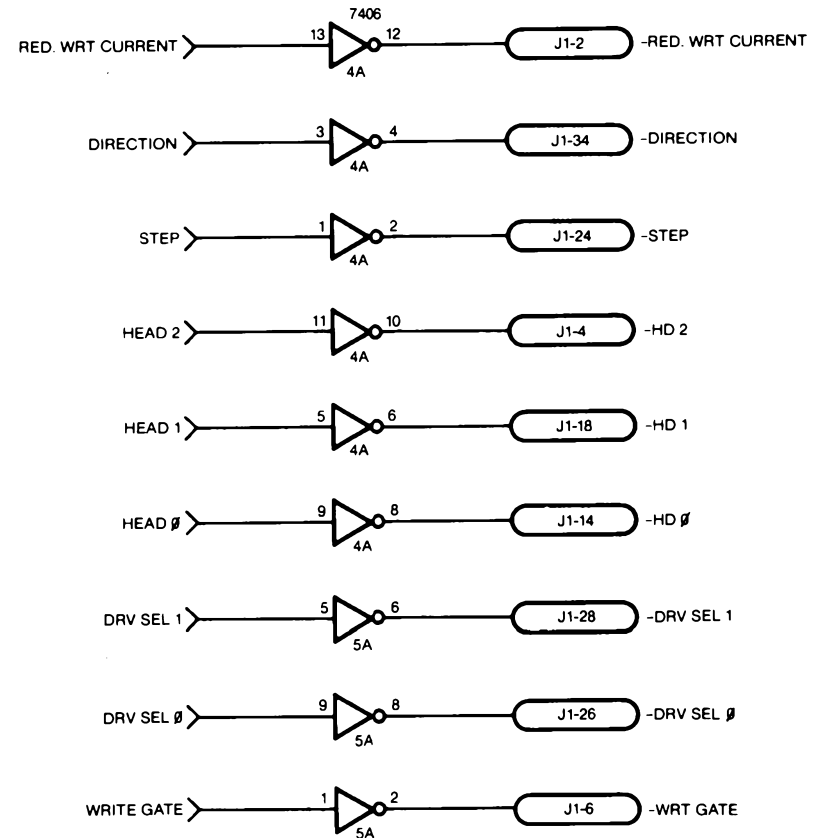 7406
RED. WRT CURRENT 13 12 J1-2 -RED. WRT CURRENT
4A
DIRECTION 3 4 J1-34 -DIRECTION
4A
STEP 1 2 J1-24 -STEP
4A
HEAD 2 11 10 J1-4 -HD 2
4A
HEAD 1 5 6 J1-18 -HD 1
4A
HEAD 0̸ 9 8 J1-14 -HD 0̸
4A
DRV SEL 1 5 6 J1-28 -DRV SEL 1
5A
DRV SEL 0̸ 9 8 J1-26 -DRV SEL 0̸
5A
WRITE GATE 1 2 J1-6 -WRT GATE
5A